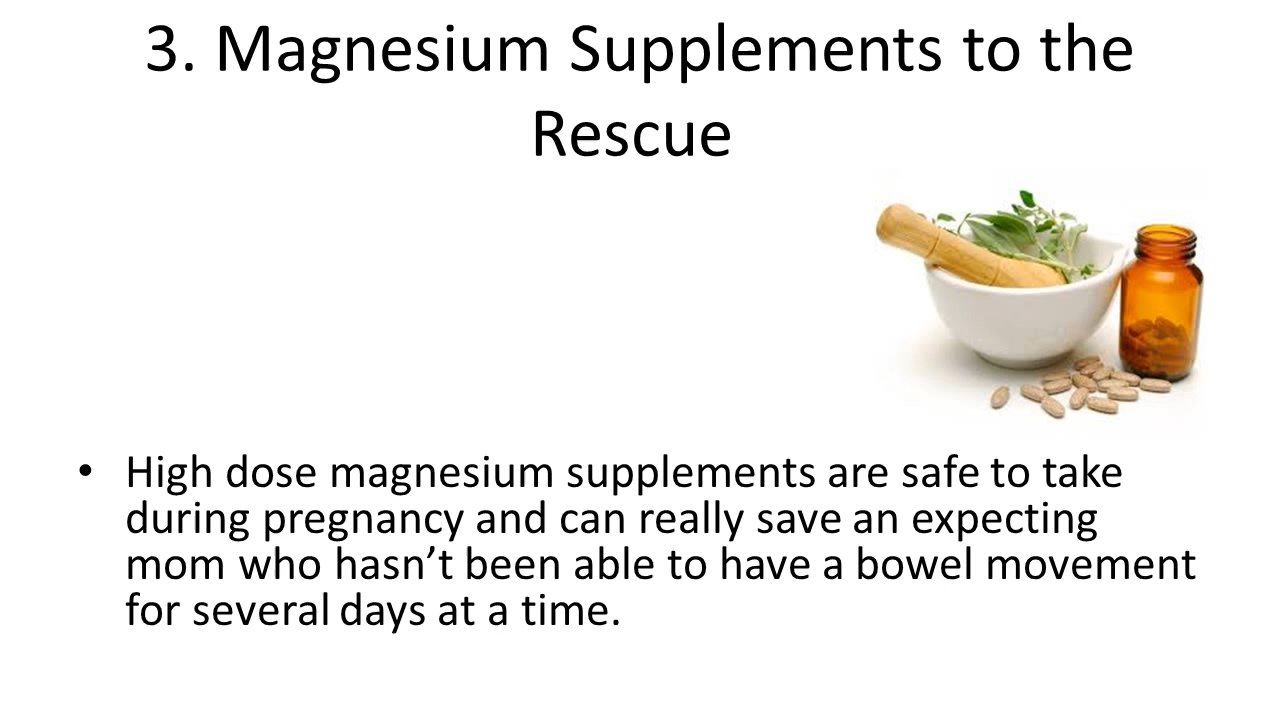 3. Magnesium Supplements to the
Rescue
• High dose magnesium supplements are safe to take
during pregnancy and can really save an expecting
mom who hasn’t been able to have a bowel movement
for several days at a time.